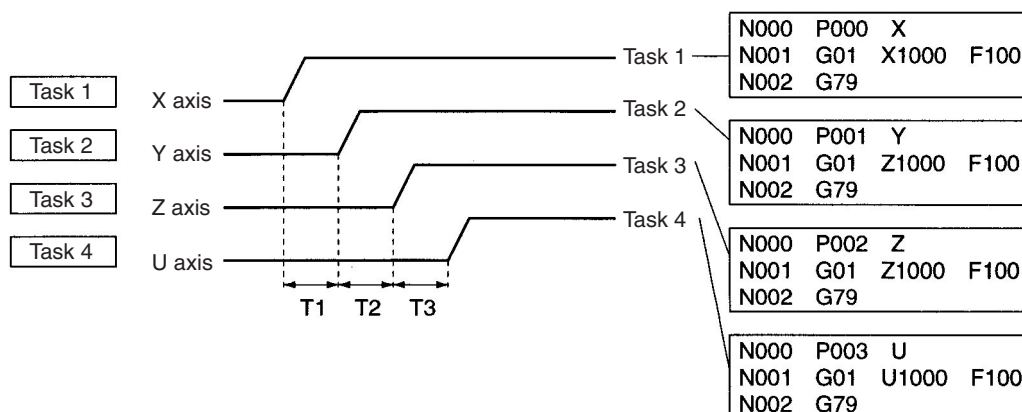 Task 1
Task 2
Task 3
Task 4
X axis
Y axis
Z axis
U axis
T1 T2 T3
Task 1
Task 2
Task 3
Task 4
N000 P000 X
N001 G01 X1000 F100
N002 G79
N000 P001 Y
N001 G01 Z1000 F100
N002 G79
N000 P002 Z
N001 G01 Z1000 F100
N002 G79
N000 P003 U
N001 G01 U1000 F100
N002 G79